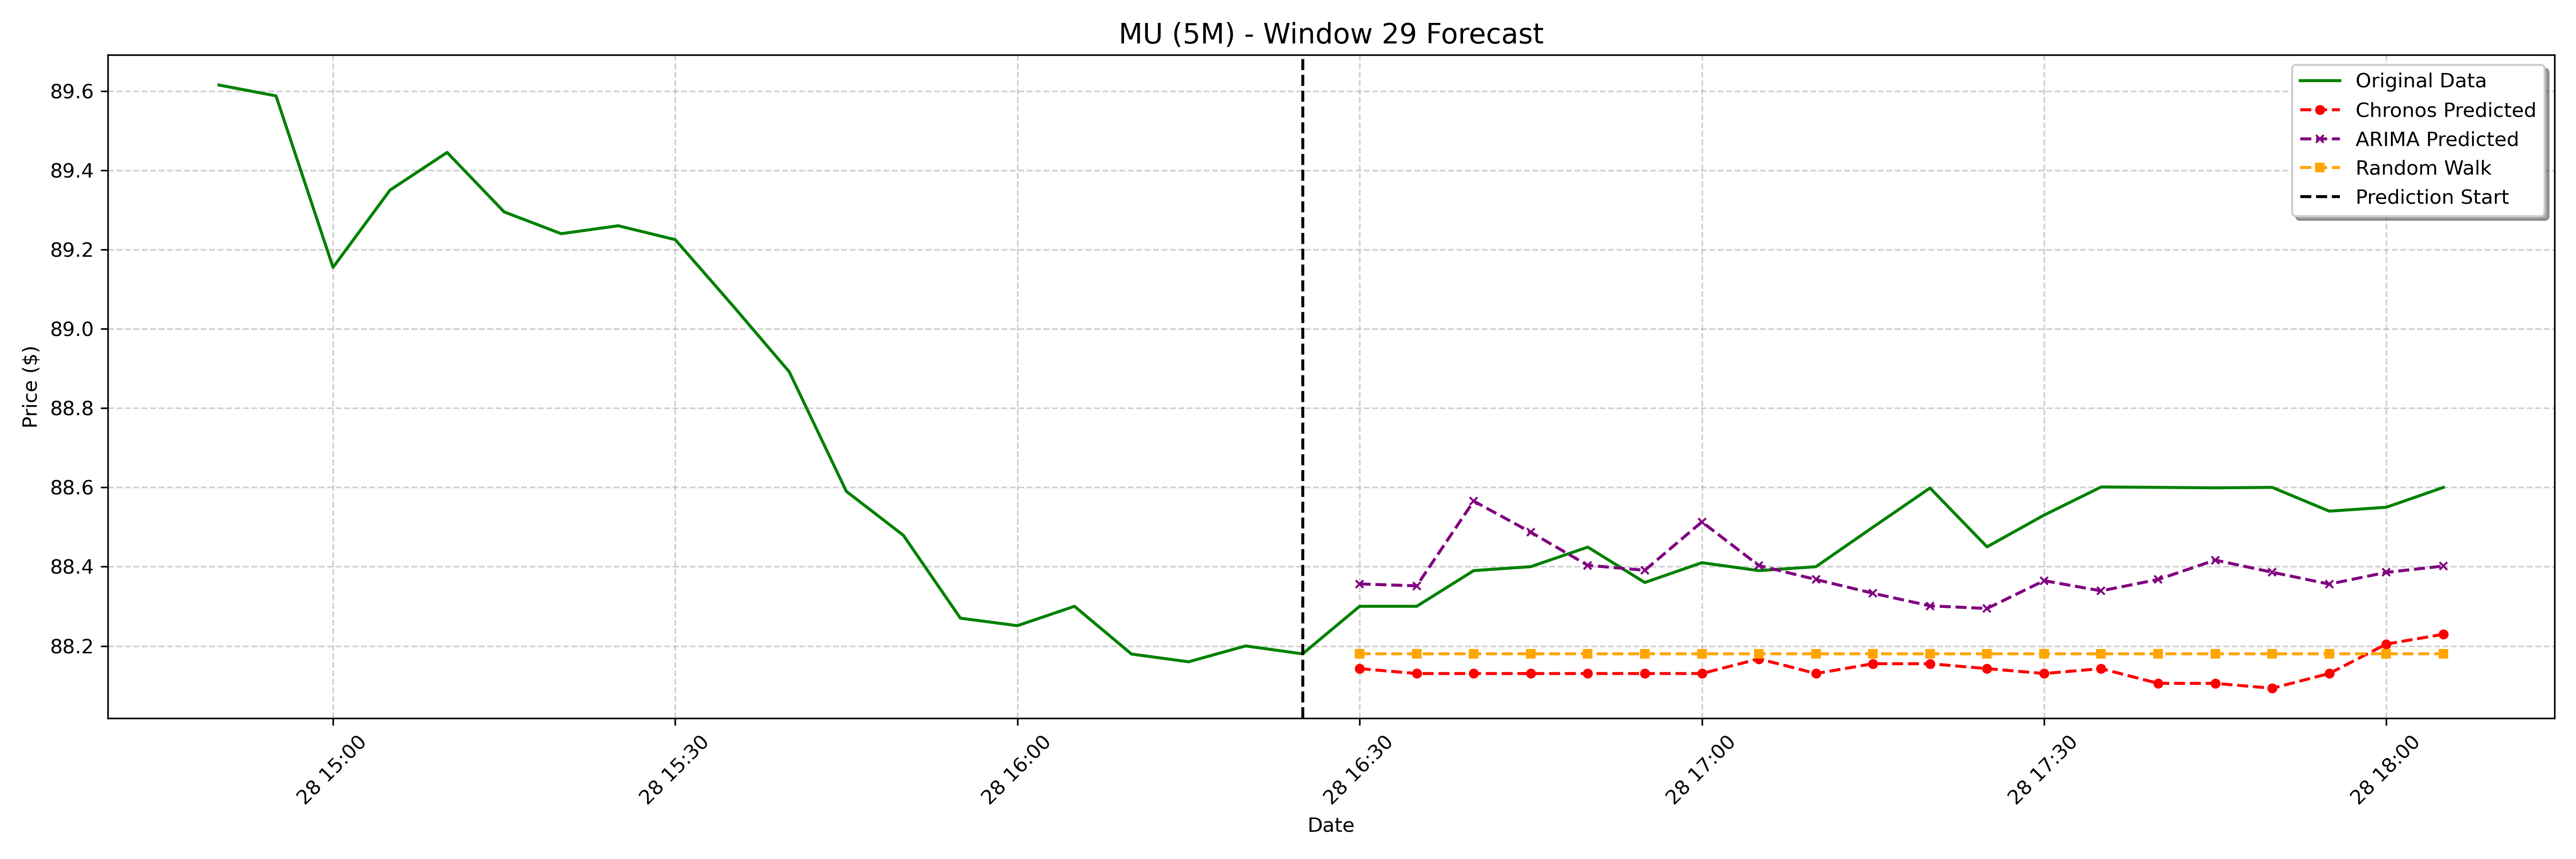 MU (5M) - Window 29 Forecast
Original Data
Chronos Predicted
ARIMA Predicted
Random Walk
Prediction Start
Price ($)
89.6
89.4
89.2
89.0
88.8
88.6
88.4
88.2
28 15:00
28 15:30
28 16:00
28 16:30
28 17:00
28 17:30
28 18:00
Date